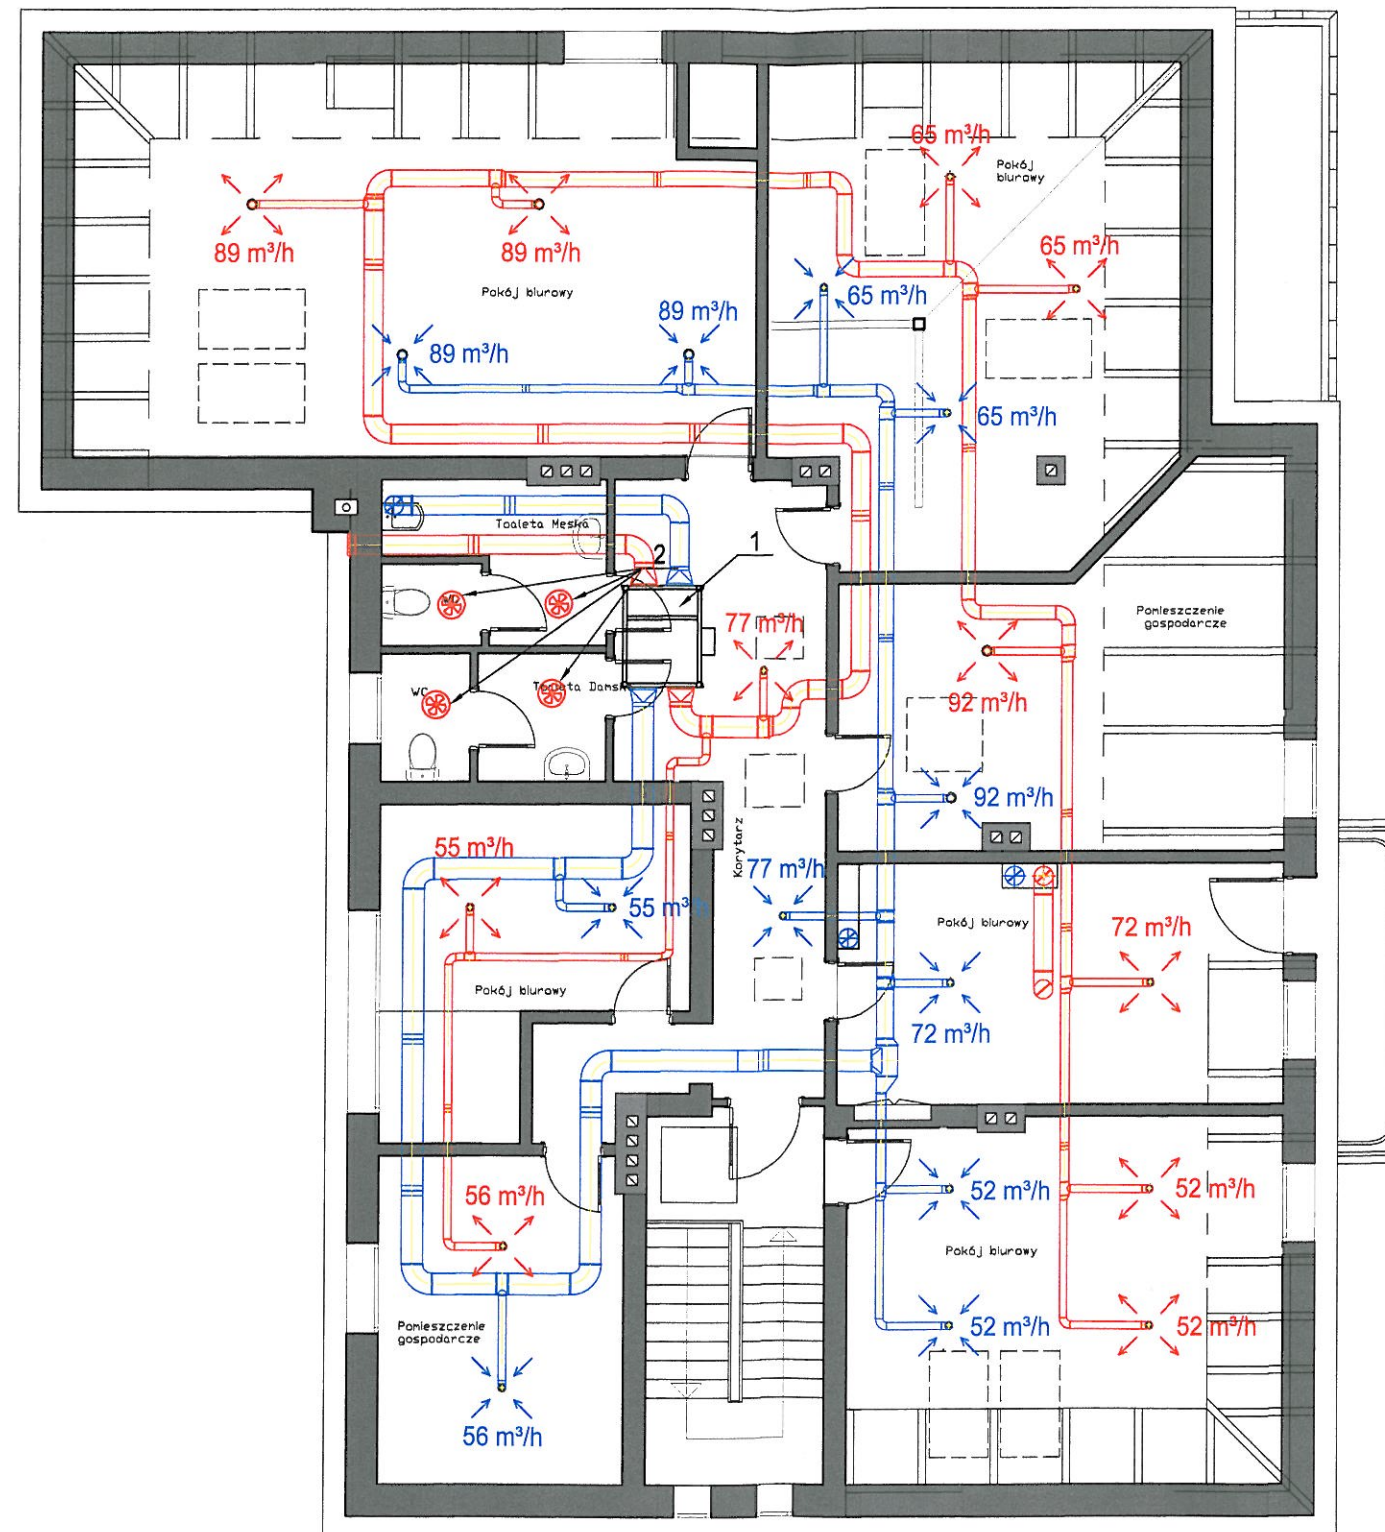 65 m³/h
Pokój
biurowy
89 m³/h
89 m³/h
65 m³/h
Pokój biurowy
65 m³/h
89 m³/h
89 m³/h
65 m³/h
Toaleta Męska
2
1
77 m³/h
Pomieszczenie
gospodarcze
WC
92 m³/h
92 m³/h
55 m³/h
Korytarz
77 m³/h
55 m³/h
Pokój biurowy
72 m³/h
Pokój biurowy
72 m³/h
56 m³/h
52 m³/h
52 m³/h
Pokój biurowy
Pomieszczenie
gospodarcze
52 m³/h
52 m³/h
56 m³/h